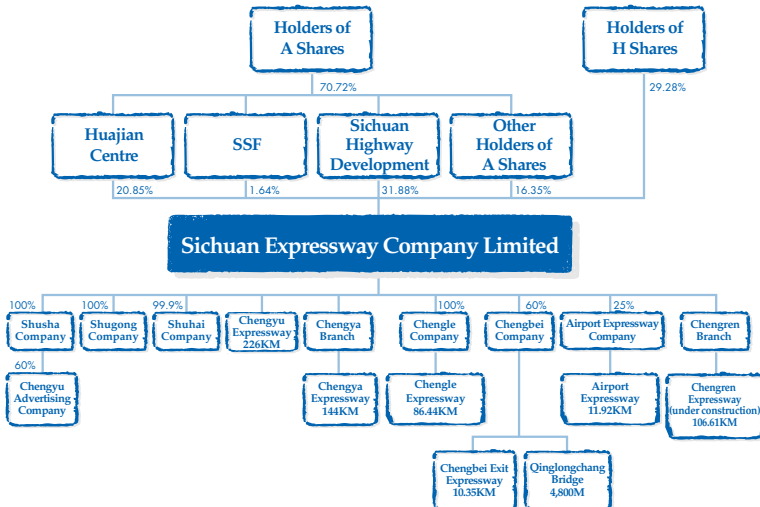 Holders of
A Shares
Holders of
H Shares
70.72%
29.28%
Huajian
Centre
SSF
Sichuan
Highway
Development
Other
Holders of
A Shares
20.85%
1.64%
31.88%
16.35%
Sichuan Expressway Company Limited
100%
100%
99.9%
100%
60%
25%
Shusha
Company
Shugong
Company
Shuhai
Company
Chengyu
Expressway
226KM
Chengya
Branch
Chengle
Company
Chengbei
Company
Airport Expressway
Company
Chengren
Branch
60%
Chengyu
Advertising
Company
Chengya
Expressway
144KM
Chengle
Expressway
86.44KM
Airport
Expressway
11.92KM
Chengren
Expressway
(under construction)
106.61KM
Chengbei Exit
Expressway
10.35KM
Qinglongchang
Bridge
4,800M